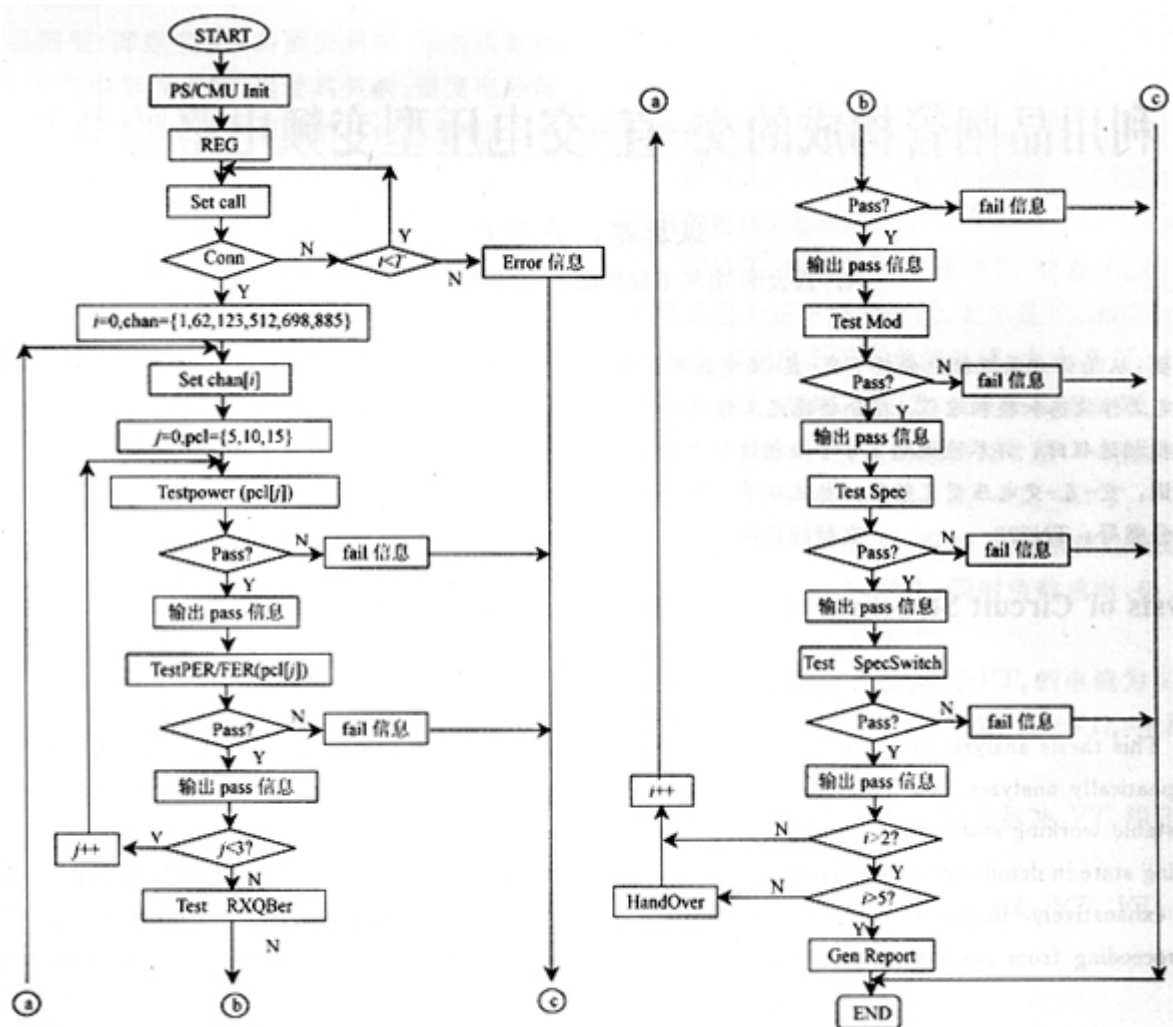 START
PS/CMU Init
REG
Set call
Conn
N
Y
i<T
Y
N
Error 信息
i=0,chan={1,62,123,512,698,885}
Set chan[i]
j=0,pcl={5,10,15}
Testpower (pcl[j])
Pass?
N
fail 信息
Y
输出 pass 信息
TestPER/FER(pcl[j])
Pass?
N
fail 信息
Y
输出 pass 信息
j<3?
Y
j++
N
Test RXQBer
N
a
b
c
a
b
c
Pass?
fail 信息
Y
输出 pass 信息
Test Mod
Pass?
N
fail 信息
Y
输出 pass 信息
Test Spec
Pass?
N
fail 信息
Y
输出 pass 信息
Test SpecSwitch
Pass?
N
fail 信息
Y
输出 pass 信息
i++
i>2?
N
Y
i>5?
N
HandOver
Y
Gen Report
END